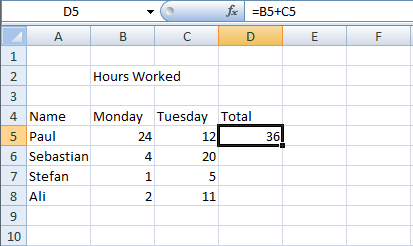 D5 fx =B5+C5
A B C D E F
1
2 Hours Worked
3
4 Name Monday Tuesday Total
5 Paul 24 12 36
6 Sebastian 4 20
7 Stefan 1 5
8 Ali 2 11
9
10